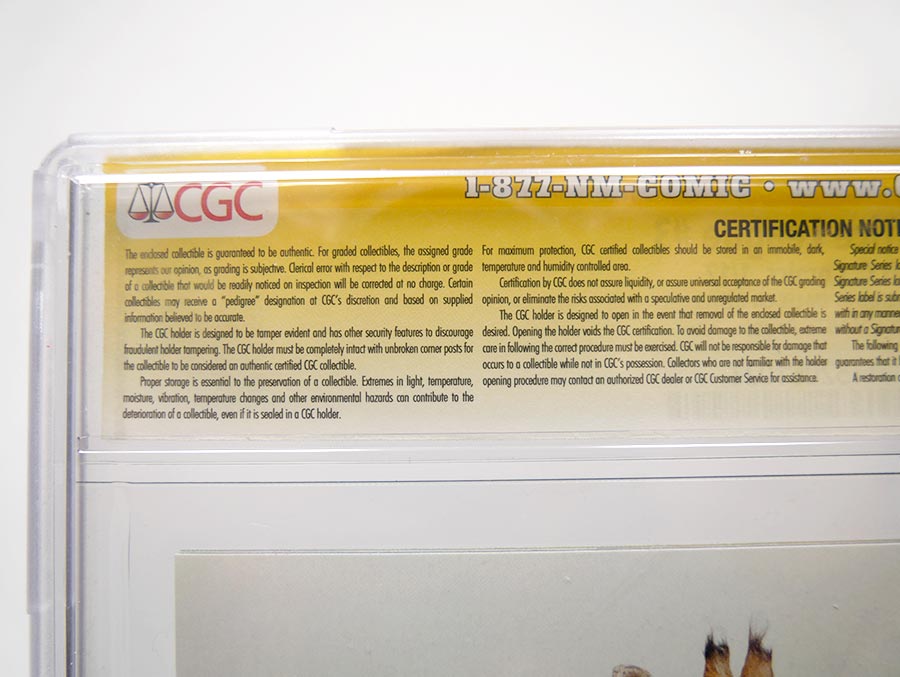 CGC
1-877-NM-COMIC • www.
CERTIFICATION
The enclosed collectible is guaranteed to be authentic. For graded collectibles, the assigned grade
represents our opinion, as grading is subjective. Clerical error with respect to the description or grade
of a collectible that would be readily noticed on inspection will be corrected at no charge. Certain
collectibles may receive a "pedigree" designation at CGC's discretion and based on supplied
information believed to be accurate.
The CGC holder is designed to be tamper evident and has other security features to discourage
fraudulent holder tampering. The CGC holder must be completely intact with unbroken corner posts for
the collectible to be considered an authentic certified CGC collectible.
Proper storage is essential to the preservation of a collectible. Extremes in light, temperature,
moisture, vibration, temperature changes and other environmental hazards can contribute to the
deterioration of a collectible, even if it is sealed in a CGC holder.
For maximum protection, CGC certified collectibles should be stored in an immobile, dark,
temperature and humidity controlled area.
Certification by CGC does not assure liquidity, or assure universal acceptance of the CGC grading
opinion, or eliminate the risks associated with a speculative and unregulated market.
The CGC holder is designed to open in the event that removal of the enclosed collectible is
desired. Opening the holder voids the CGC certification. To avoid damage to the collectible, extreme
care in following the correct procedure must be exercised. CGC will not be responsible for damage that
occurs to a collectible while not in CGC's possession. Collectors who are not familiar with the holder
opening procedure may contact an authorized CGC dealer or CGC Customer Service for assistance.
Special notice
Signature Series
Signature Series
Series label is
with in any
without a
The following
guarantees that it
A restoration